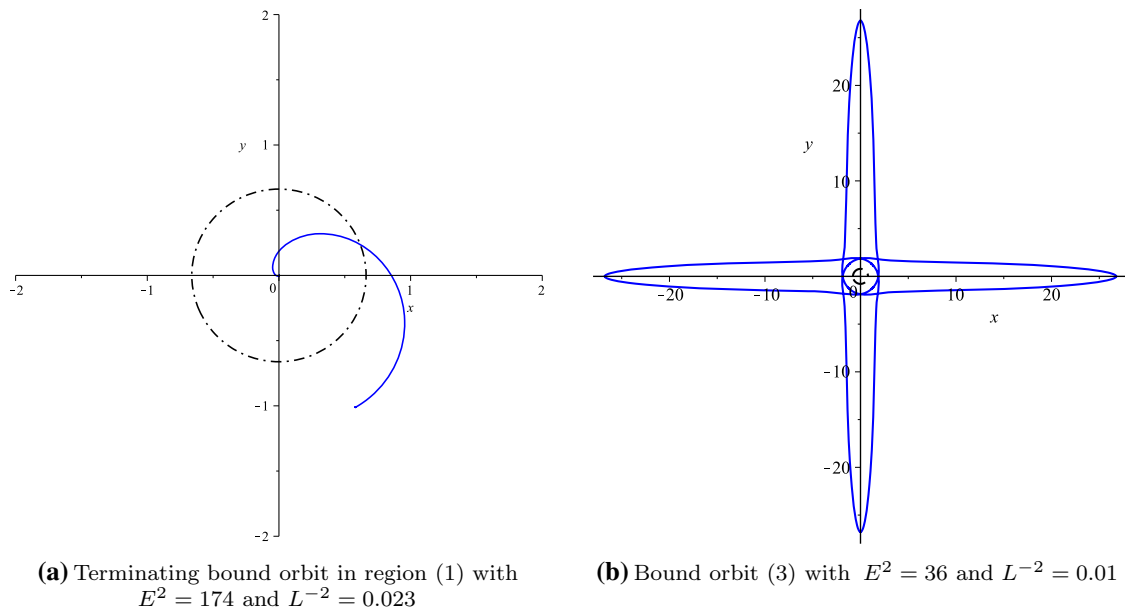 2
y
1
-2
-1
0
1
x
2
-1
-2
20
y
10
-20
-10
0
10
20
x
-10
-20
(a) Terminating bound orbit in region (1) with
E² = 174 and L⁻² = 0.023
(b) Bound orbit (3) with E² = 36 and L⁻² = 0.01